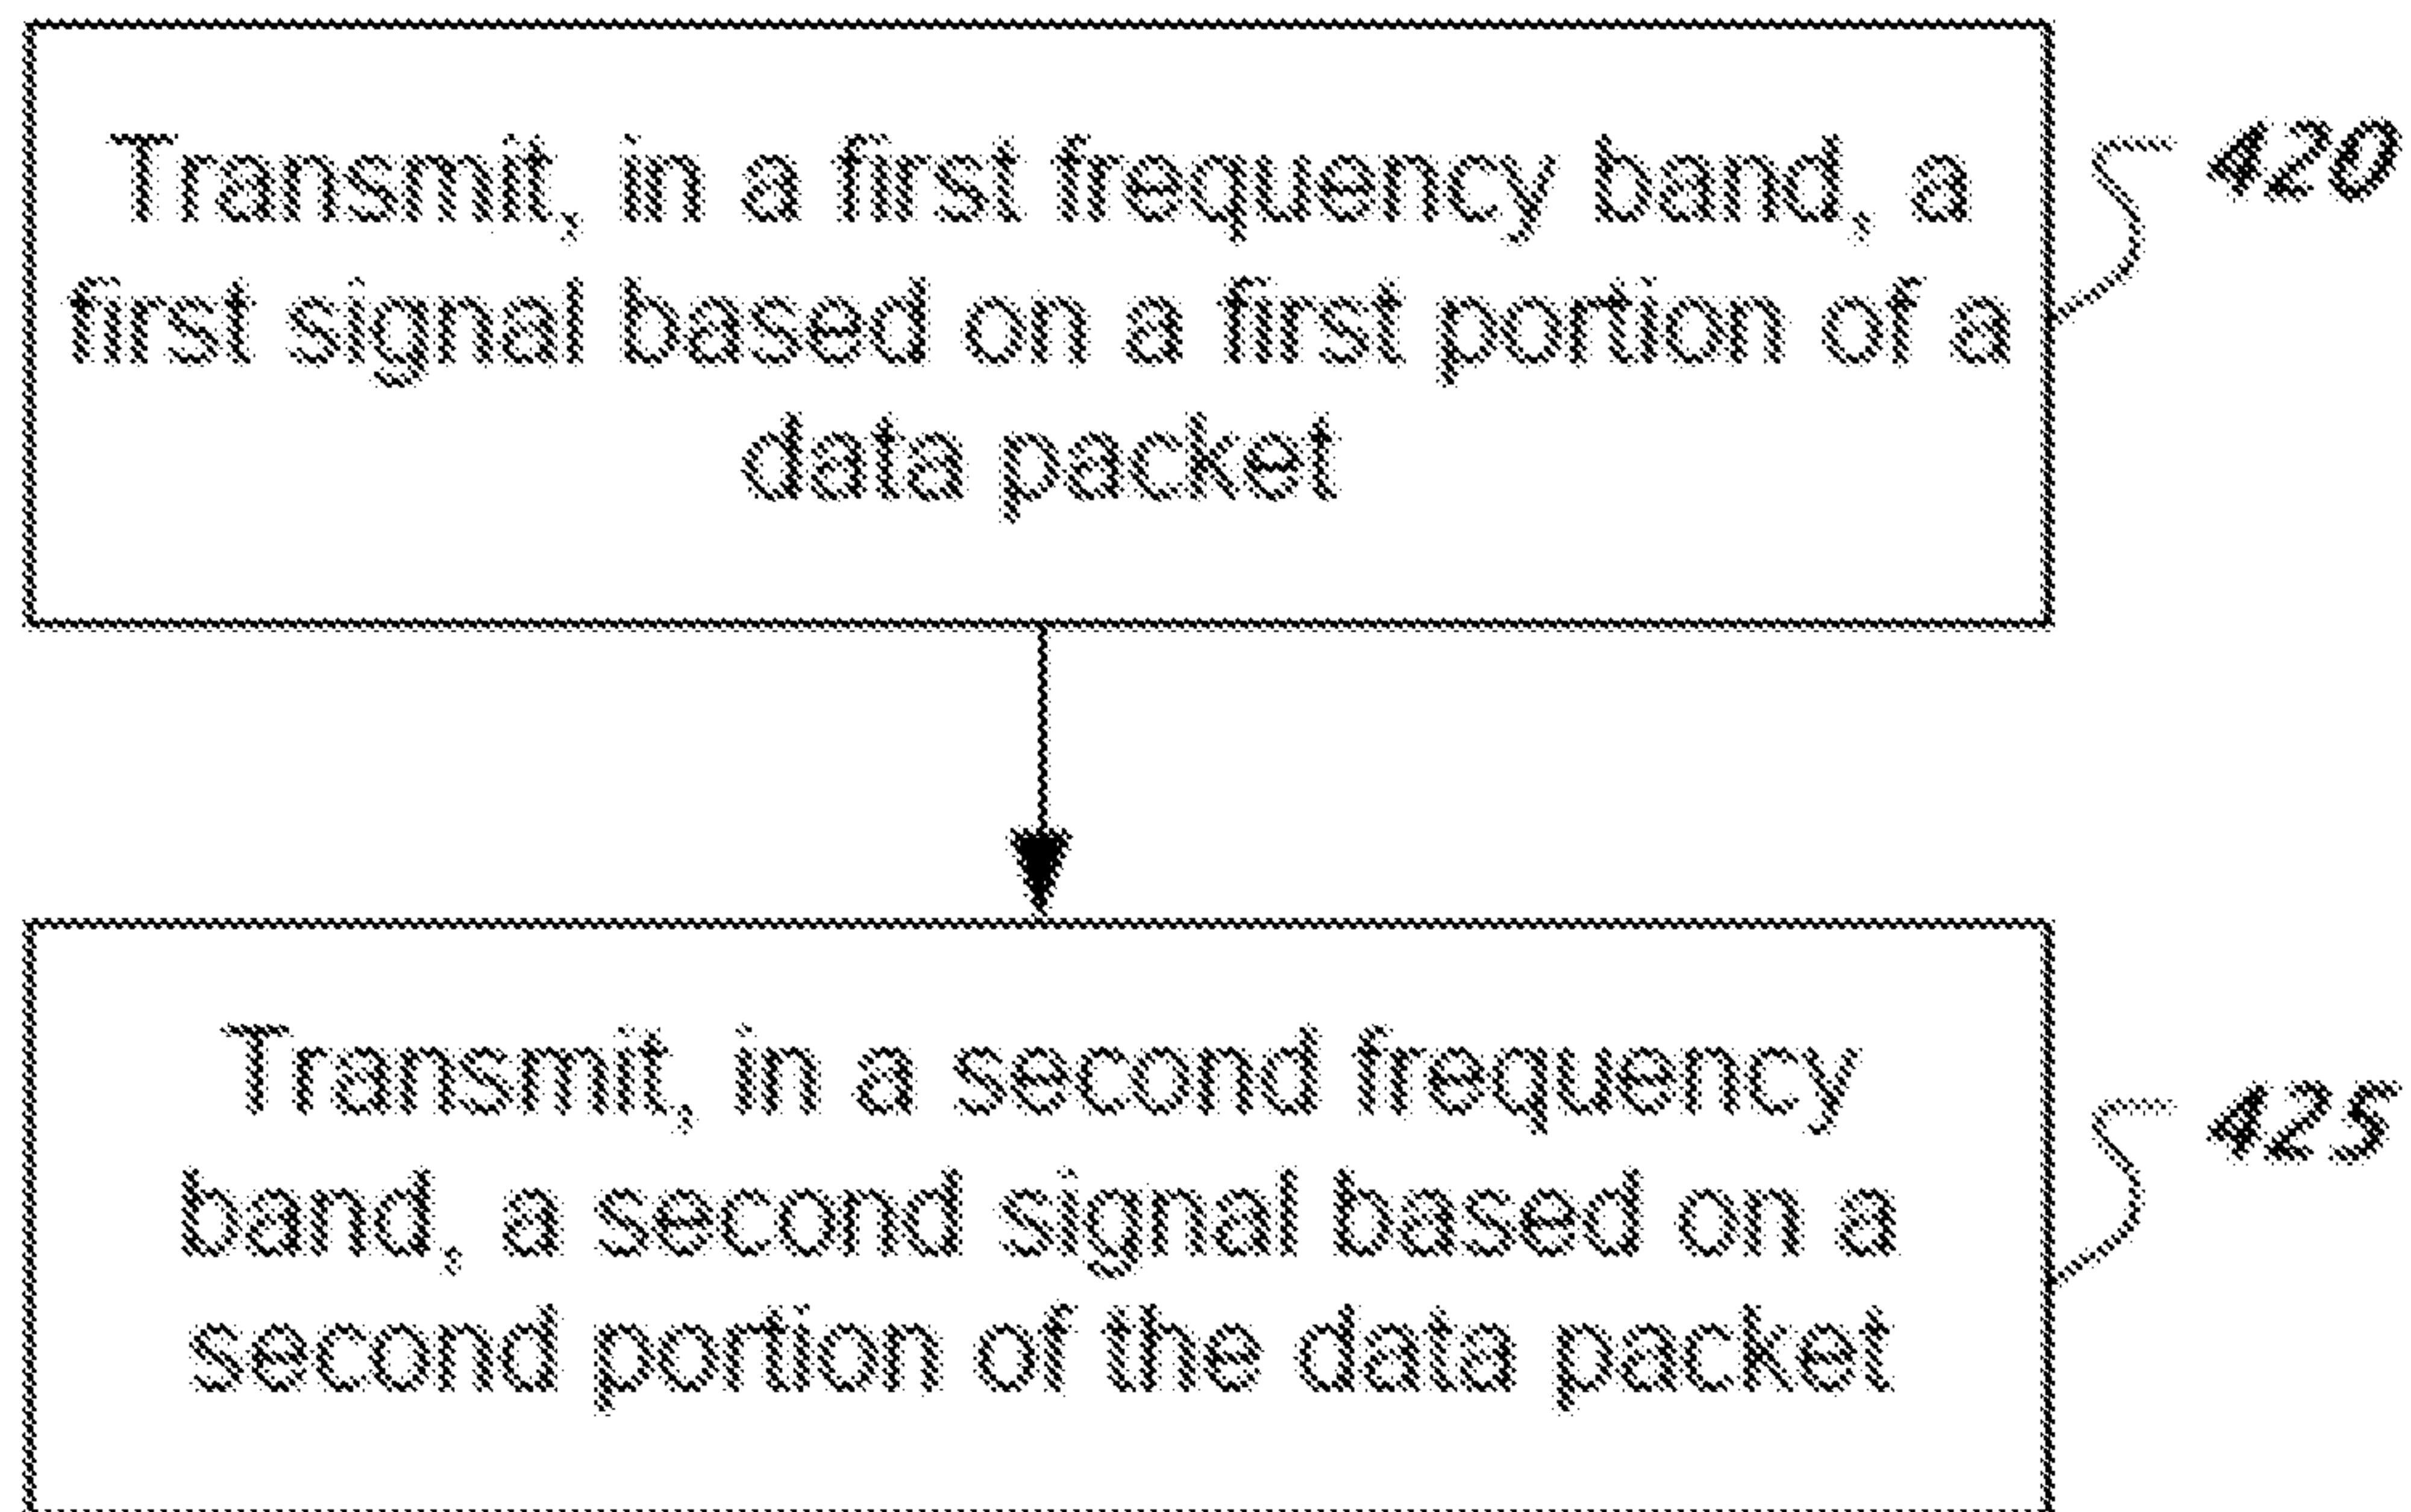 Transmit, in a first frequency band, a
first signal based on a first portion of a
data packet
420
Transmit, in a second frequency
band, a second signal based on a
second portion of the data packet
425